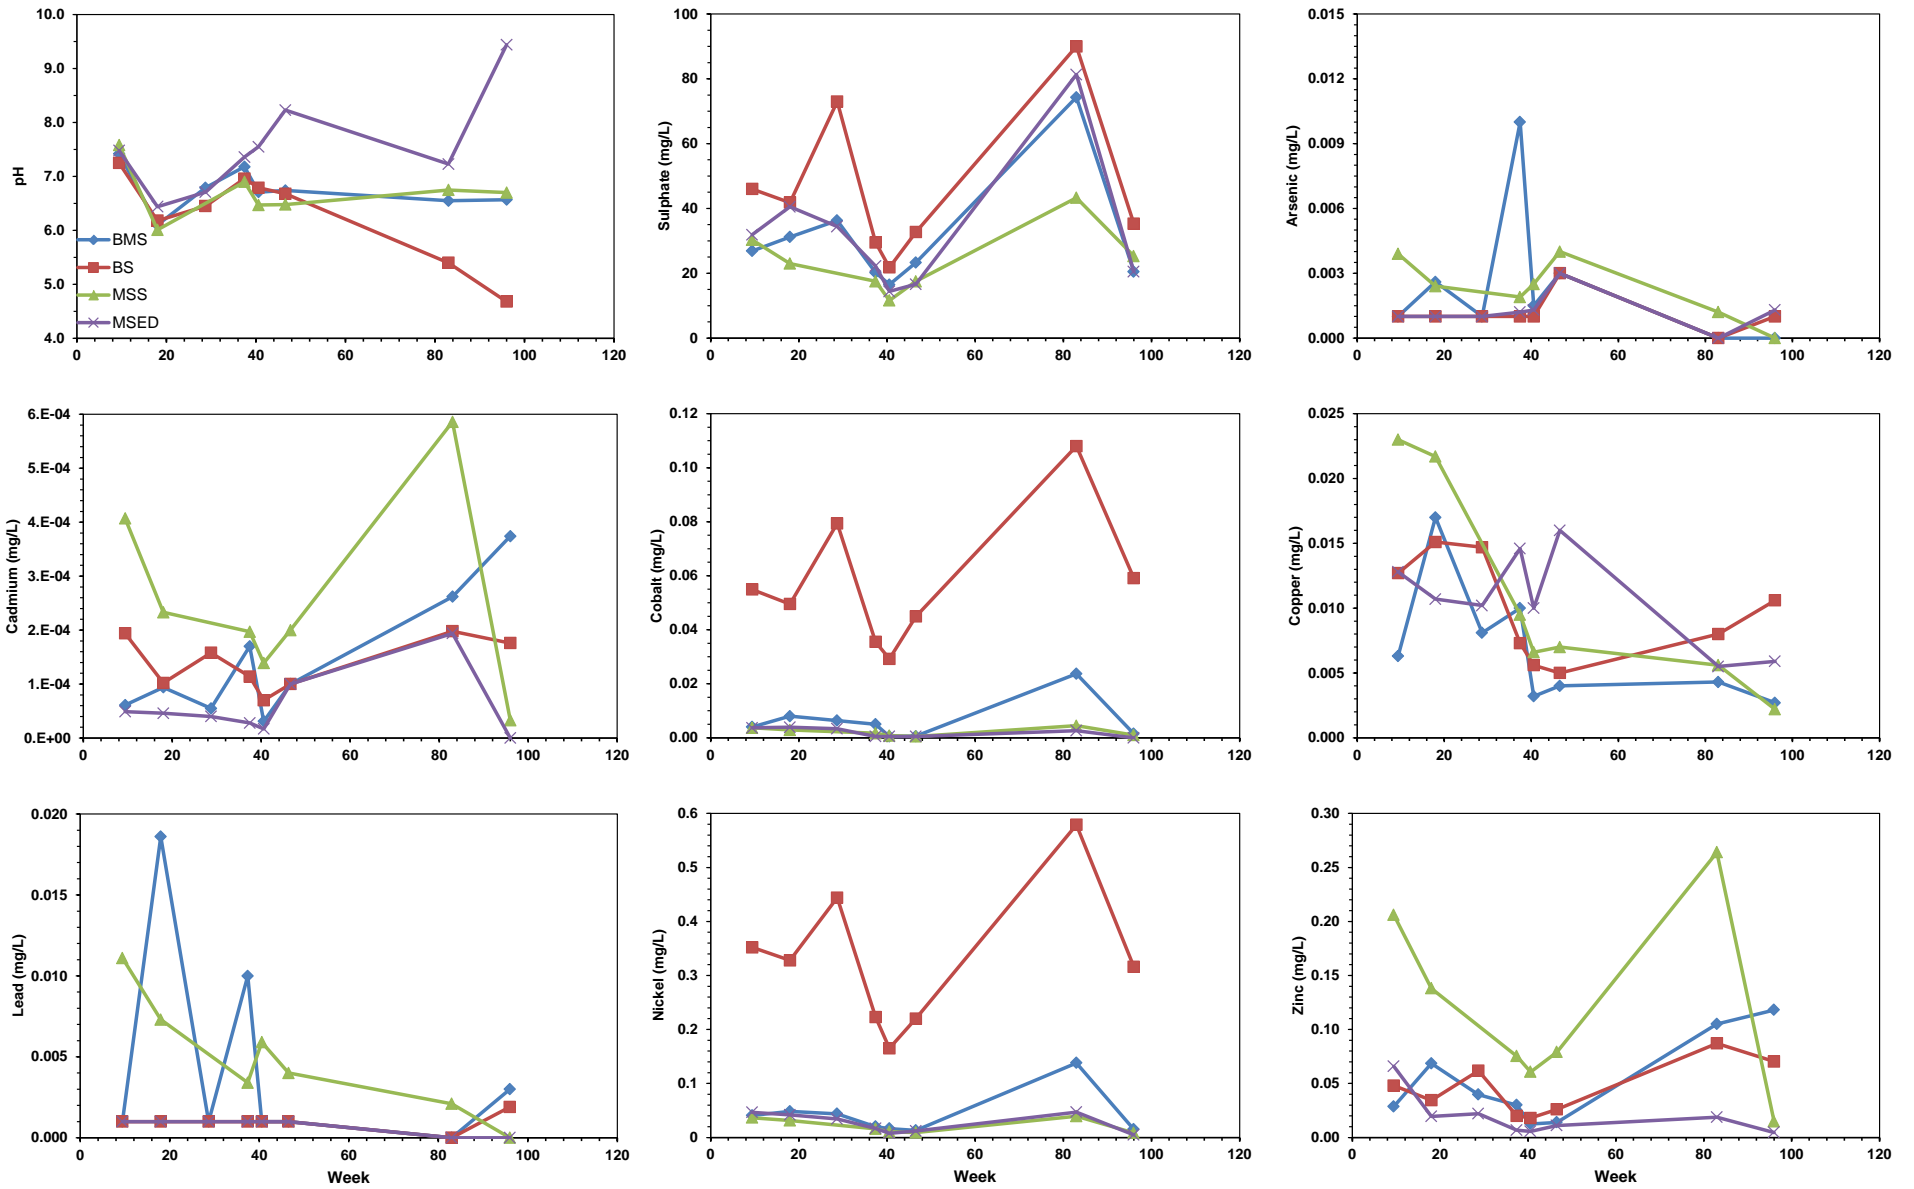 pH
10.0
9.0
8.0
7.0
6.0
5.0
4.0
0 20 40 60 80 100 120
BMS
BS
MSS
MSED
Sulphate (mg/L)
100
80
60
40
20
0
0 20 40 60 80 100 120
Arsenic (mg/L)
0.015
0.012
0.009
0.006
0.003
0.000
0 20 40 60 80 100 120
Cadmium (mg/L)
6.E-04
5.E-04
4.E-04
3.E-04
2.E-04
1.E-04
0.E+00
0 20 40 60 80 100 120
Cobalt (mg/L)
0.12
0.10
0.08
0.06
0.04
0.02
0.00
0 20 40 60 80 100 120
Copper (mg/L)
0.025
0.020
0.015
0.010
0.005
0.000
0 20 40 60 80 100 120
Lead (mg/L)
0.020
0.015
0.010
0.005
0.000
0 20 40 60 80 100 120
Week
Nickel (mg/L)
0.6
0.5
0.4
0.3
0.2
0.1
0
0 20 40 60 80 100 120
Week
Zinc (mg/L)
0.30
0.25
0.20
0.15
0.10
0.05
0.00
0 20 40 60 80 100 120
Week